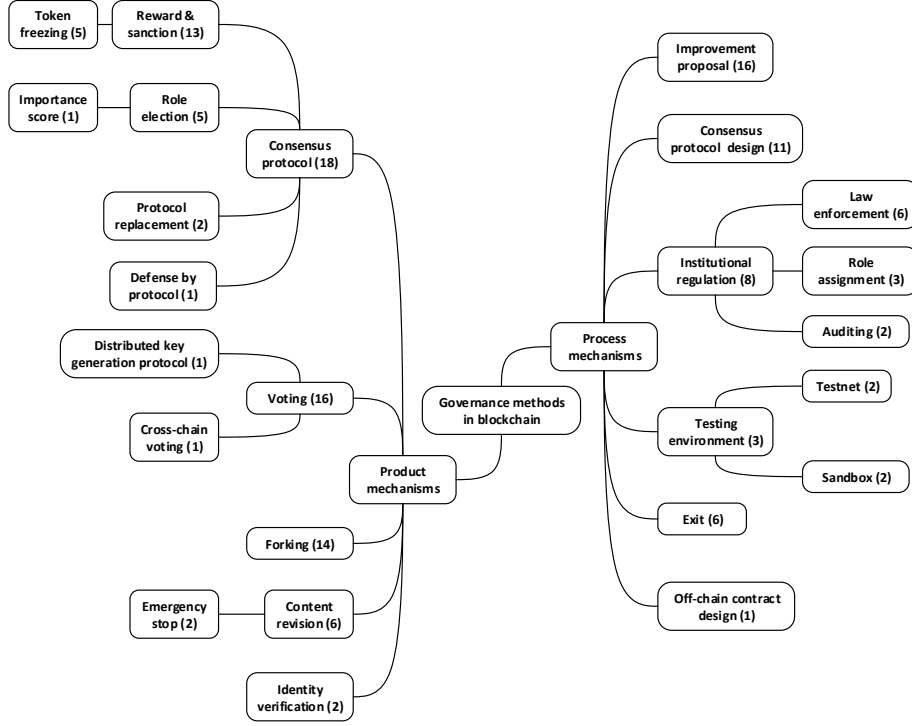 Token
freezing (5)
Reward &
sanction (13)
Importance
score (1)
Role
election (5)
Consensus
protocol (18)
Protocol
replacement (2)
Defense by
protocol (1)
Distributed key
generation protocol (1)
Voting (16)
Cross-chain
voting (1)
Product
mechanisms
Forking (14)
Emergency
stop (2)
Content
revision (6)
Identity
verification (2)
Governance methods
in blockchain
Process
mechanisms
Improvement
proposal (16)
Consensus
protocol design (11)
Institutional
regulation (8)
Law
enforcement (6)
Role
assignment (3)
Auditing (2)
Testing
environment (3)
Testnet (2)
Sandbox (2)
Exit (6)
Off-chain contract
design (1)